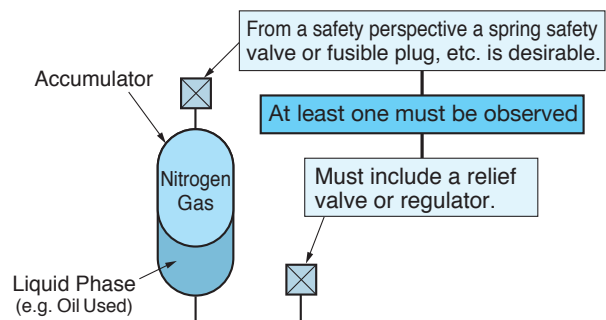 From a safety perspective a spring safety
valve or fusible plug, etc. is desirable.
Accumulator
At least one must be observed
Nitrogen
Gas
Must include a relief
valve or regulator.
Liquid Phase
(e.g. Oil Used)